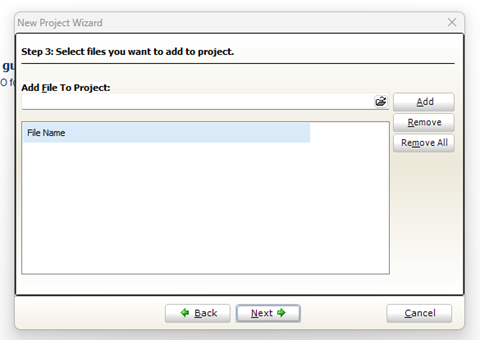 New Project Wizard
Step 3: Select files you want to add to project.
gu
O fo
Add File To Project:
Add
File Name
Remove
Remove All
Back
Next
Cancel